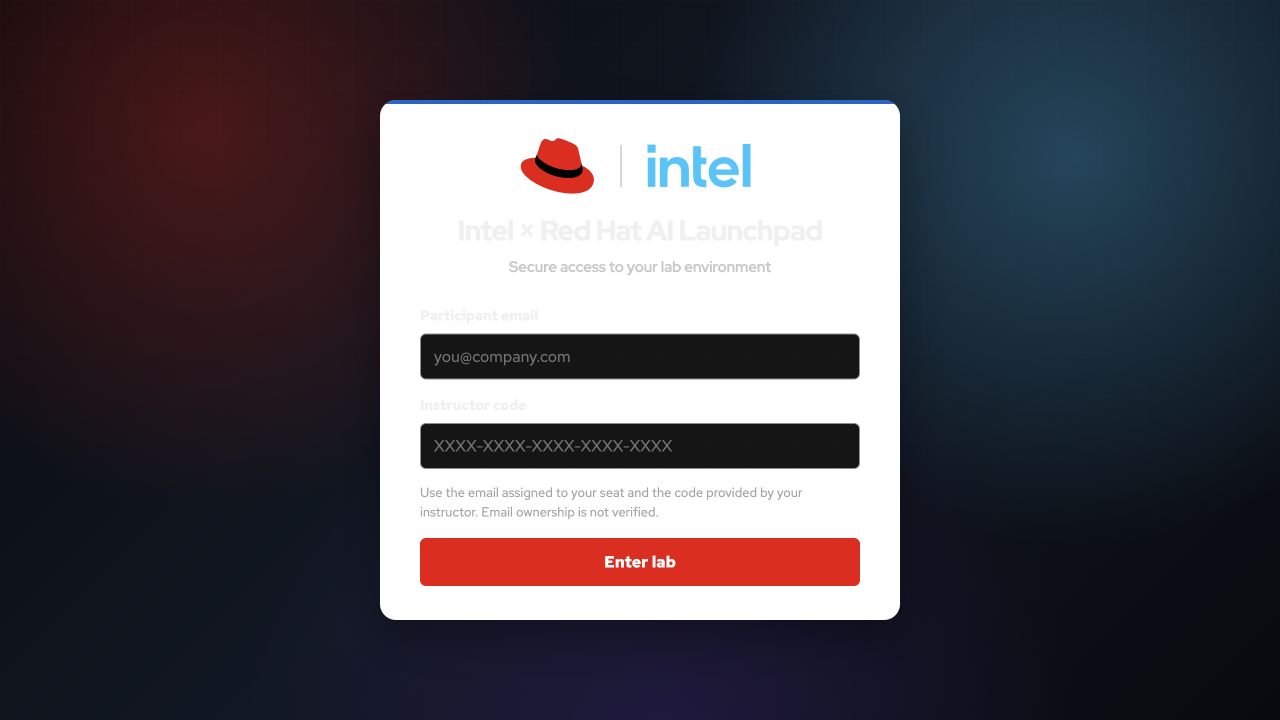 intel
Intel × Red Hat AI Launchpad
Secure access to your lab environment
Participant email
you@company.com
Instructor code
XXXX-XXXX-XXXX-XXXX-XXXX
Use the email assigned to your seat and the code provided by your
instructor. Email ownership is not verified.
Enter lab